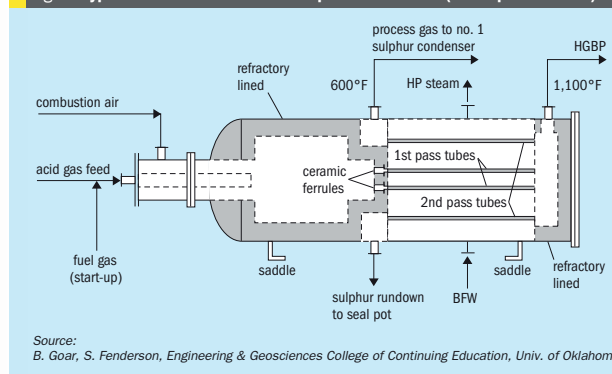 process gas to no. 1
sulphur condenser
HGBP
refractory
lined
600°F
HP steam
1,100°F
combustion air
1st pass tubes
acid gas feed
ceramic
ferrules
2nd pass tubes
fuel gas
(start-up)
saddle
saddle
refractory
lined
sulphur rundown
to seal pot
BFW
Source:
B. Goar, S. Fenderson, Engineering & Geosciences College of Continuing Education, Univ. of Oklahom